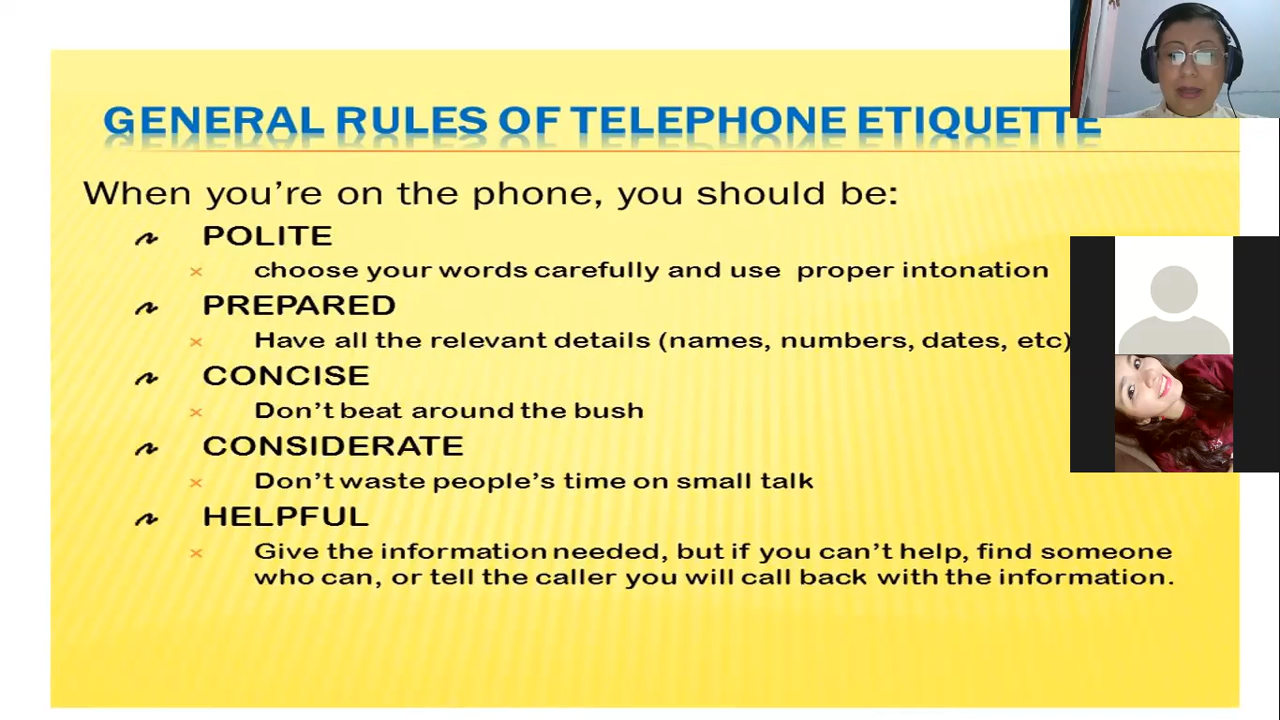 GENERAL RULES OF TELEPHONE ETIQUETTE
When you're on the phone, you should be:
POLITE
choose your words carefully and use proper intonation
PREPARED
Have all the relevant details (names, numbers, dates, etc)
CONCISE
Don't beat around the bush
CONSIDERATE
Don't waste people's time on small talk
HELPFUL
Give the information needed, but if you can't help, find someone
who can, or tell the caller you will call back with the information.